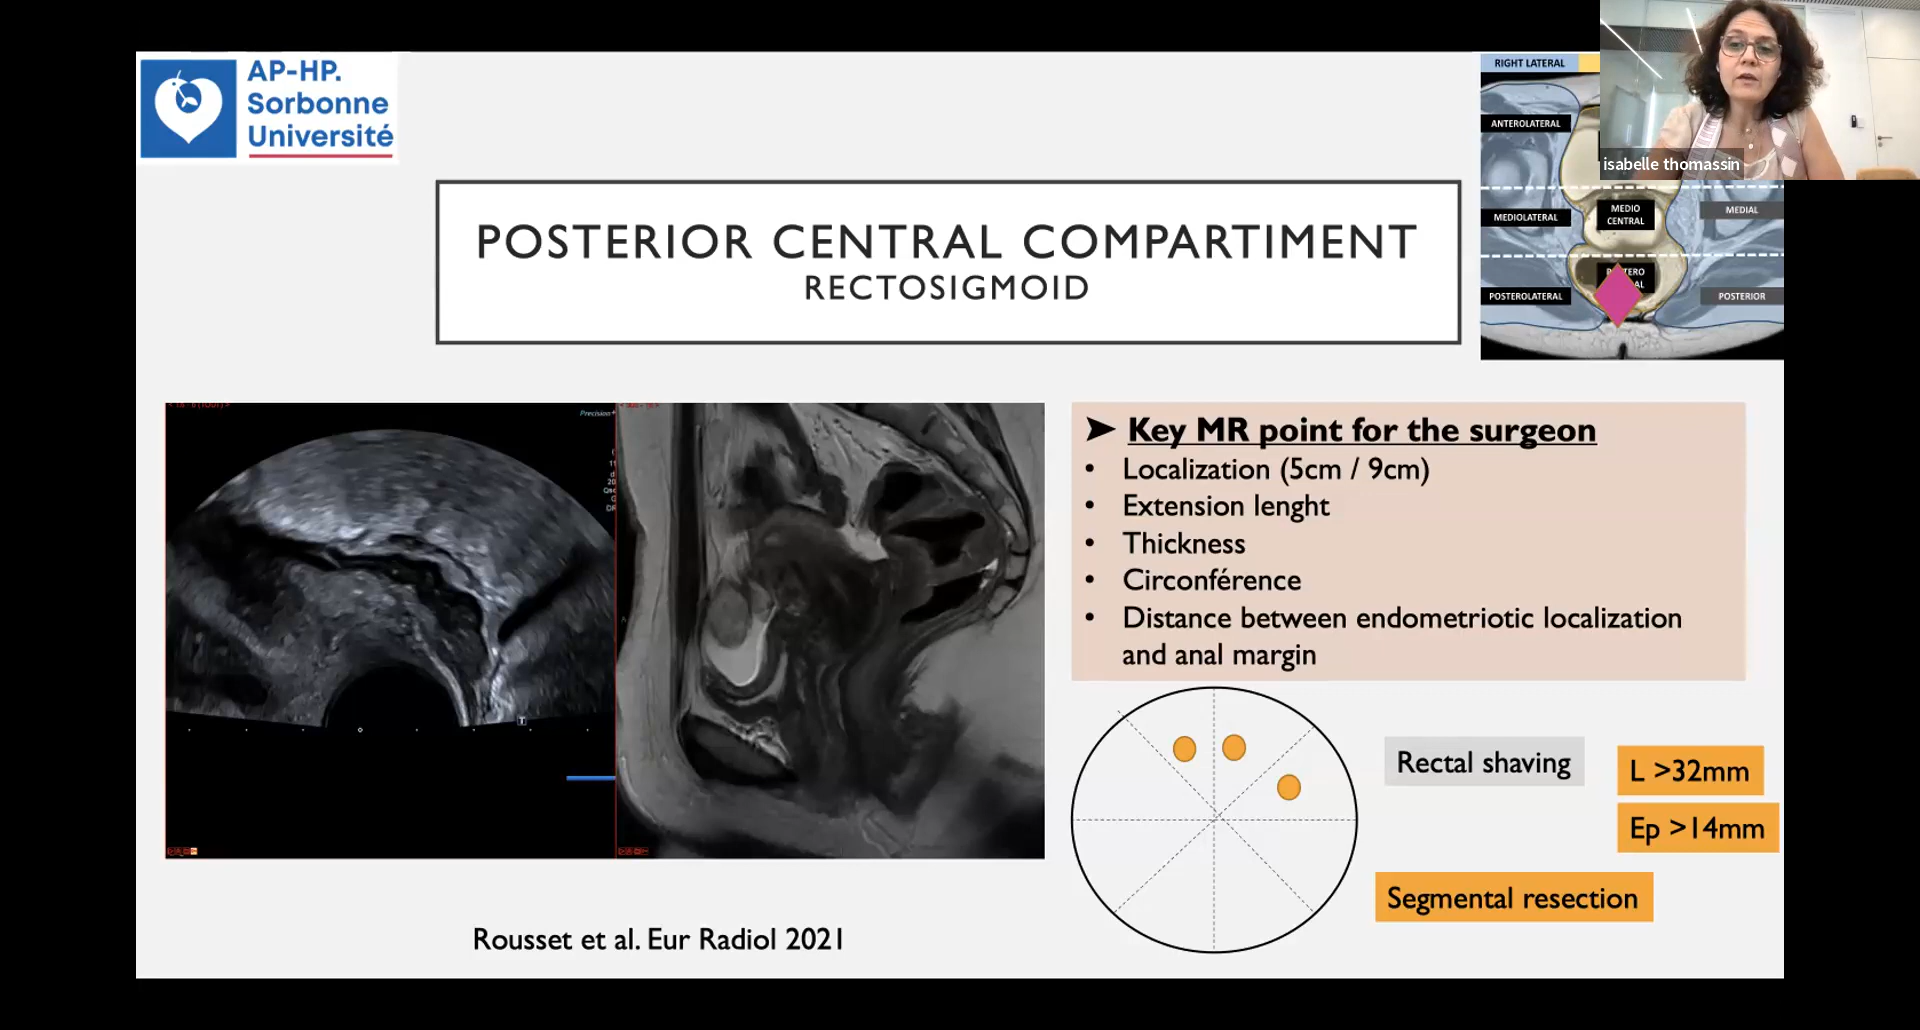 AP-HP.
Sorbonne
Université
RIGHT LATERAL
ANTEROLATERAL
isabelle thomassin
MEDIOLATERAL
MEDIO
CENTRAL
MEDIAL
POSTEROLATERAL
POSTERIOR
POSTERIOR CENTRAL COMPARTIMENT
RECTOSIGMOID
Precision+
➤ Key MR point for the surgeon
• Localization (5cm / 9cm)
• Extension lenght
• Thickness
• Circonférence
• Distance between endometriotic localization
and anal margin
Rectal shaving
L >32mm
Ep >14mm
Segmental resection
Rousset et al. Eur Radiol 2021